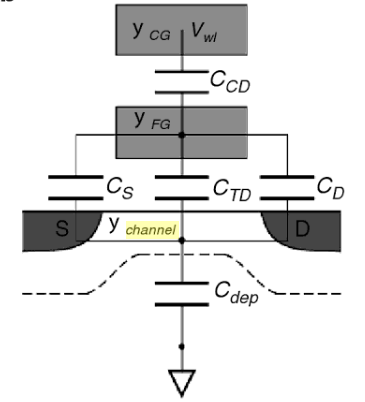 y CG V wl
C CD
y FG
C S C TD C D
S y channel D
C dep